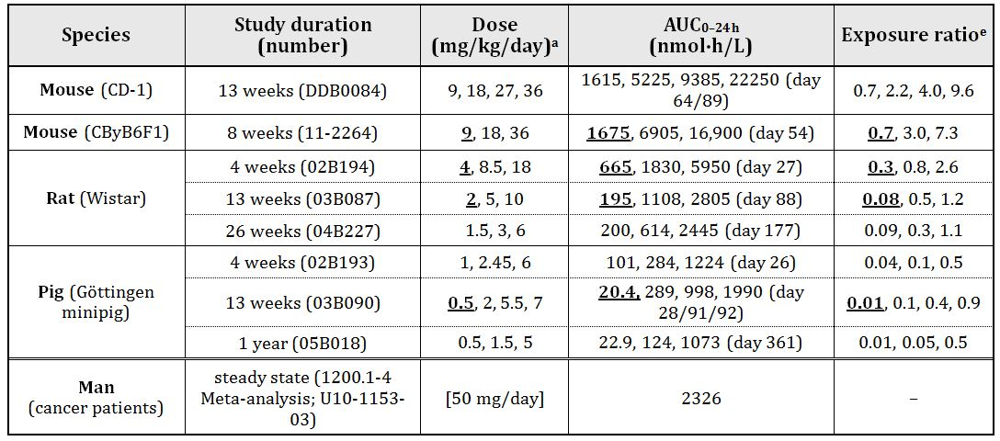 Species
Study duration
(number)
Dose
(mg/kg/day)ᵃ
AUC₀₋₂₄ₕ
(nmol·h/L)
Exposure ratioᵉ
Mouse (CD-1)
13 weeks (DDB0084)
9, 18, 27, 36
1615, 5225, 9385, 22250 (day
64/89)
0.7, 2.2, 4.0, 9.6
Mouse (CByB6F1)
8 weeks (11-2264)
9, 18, 36
1675, 6905, 16,900 (day 54)
0.7, 3.0, 7.3
Rat (Wistar)
4 weeks (02B194)
4, 8.5, 18
665, 1830, 5950 (day 27)
0.3, 0.8, 2.6
13 weeks (03B087)
2, 5, 10
195, 1108, 2805 (day 88)
0.08, 0.5, 1.2
26 weeks (04B227)
1.5, 3, 6
200, 614, 2445 (day 177)
0.09, 0.3, 1.1
Pig (Göttingen
minipig)
4 weeks (02B193)
1, 2.45, 6
101, 284, 1224 (day 26)
0.04, 0.1, 0.5
13 weeks (03B090)
0.5, 2, 5.5, 7
20.4, 289, 998, 1990 (day
28/91/92)
0.01, 0.1, 0.4, 0.9
1 year (05B018)
0.5, 1.5, 5
22.9, 124, 1073 (day 361)
0.01, 0.05, 0.5
Man
(cancer patients)
steady state (1200.1-4
Meta-analysis; U10-1153-
03)
[50 mg/day]
2326
–